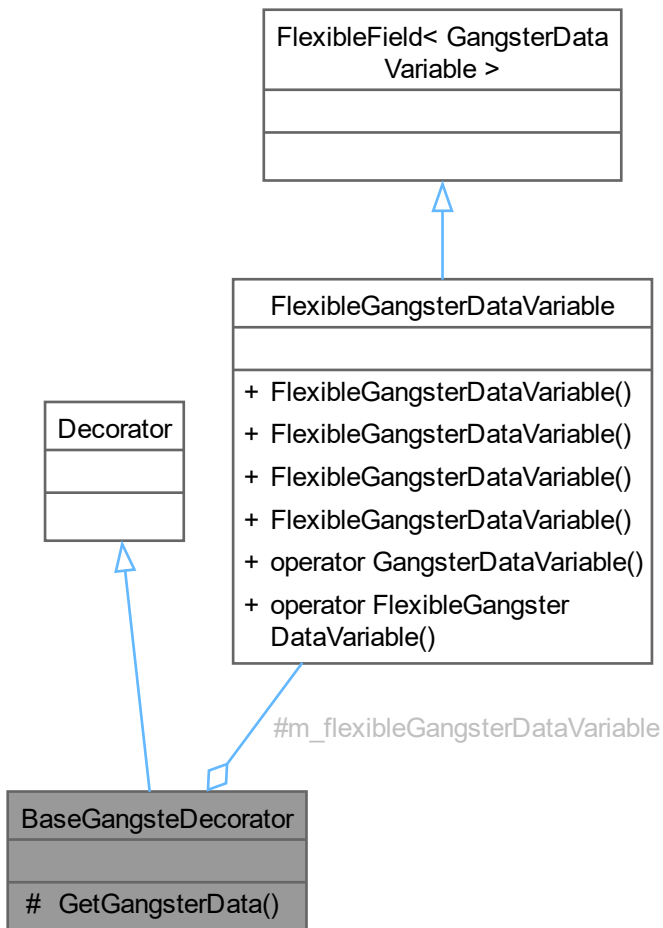 FlexibleField< GangsterData
Variable >
FlexibleGangsterDataVariable
+ FlexibleGangsterDataVariable()
+ FlexibleGangsterDataVariable()
+ FlexibleGangsterDataVariable()
+ FlexibleGangsterDataVariable()
+ operator GangsterDataVariable()
+ operator FlexibleGangster
DataVariable()
Decorator
#m_flexibleGangsterDataVariable
BaseGangsteDecorator
# GetGangsterData()